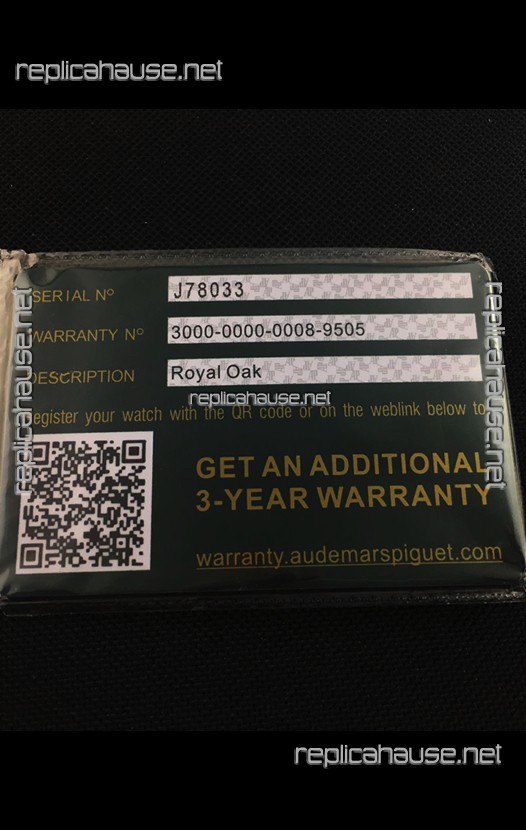 replicahause.net
SERIAL Nº J78033
WARRANTY Nº 3000-0000-0008-9505
DESCRIPTION Royal Oak
replicahause.net
register your watch with the QR code or on the weblink below to
GET AN ADDITIONAL
3-YEAR WARRANTY
warranty.audemarspiguet.com
replicahause.net
replicahause.net
replicahause.net